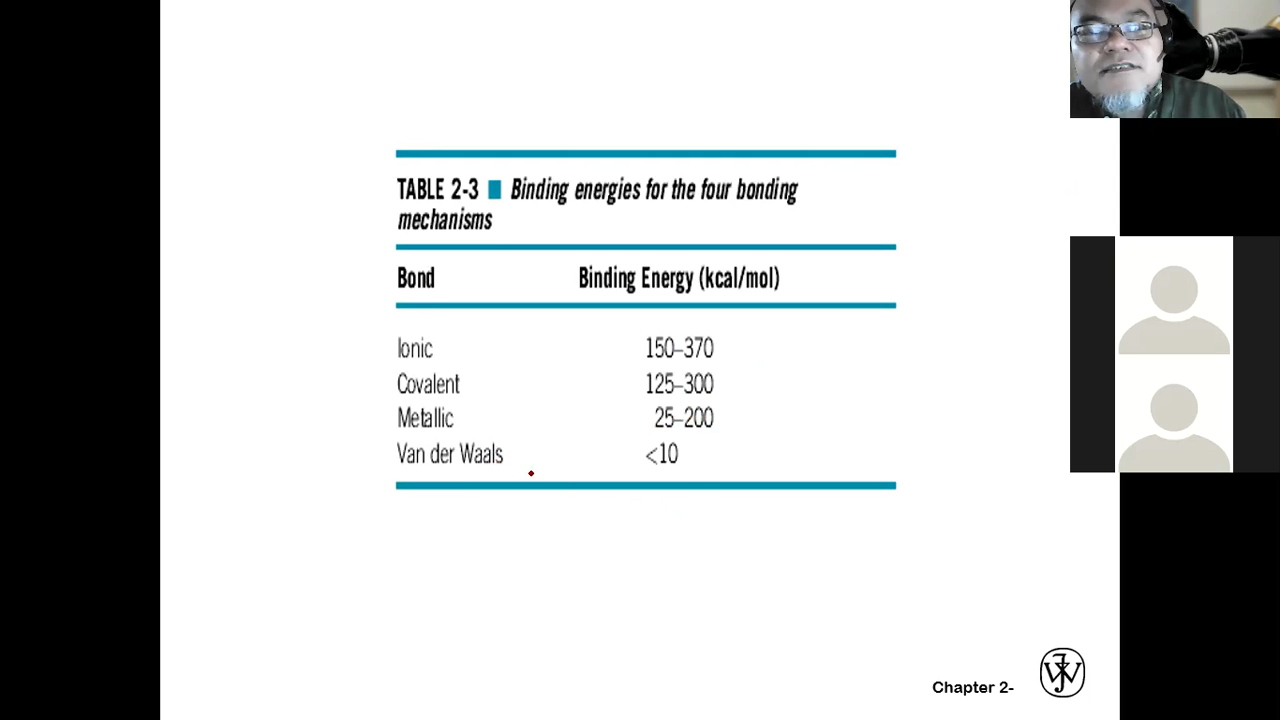 TABLE 2-3 ■ Binding energies for the four bonding
mechanisms
Bond Binding Energy (kcal/mol)
Ionic 150–370
Covalent 125–300
Metallic 25–200
Van der Waals <10
Chapter 2-